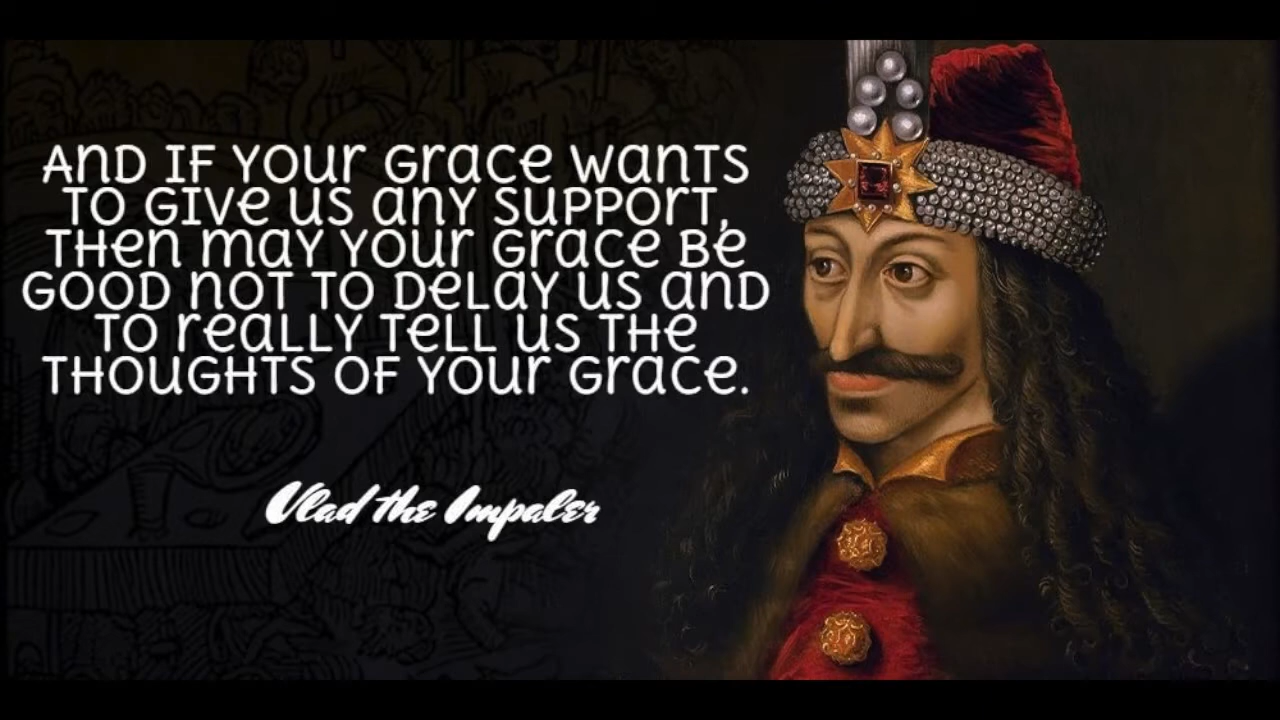 AND IF YOUR GRACE WANTS
TO GIVE US ANY SUPPORT,
THEN MAY YOUR GRACE BE
GOOD NOT TO DELAY US AND
TO REALLY TELL US THE
THOUGHTS OF YOUR GRACE.
Vlad the Impaler